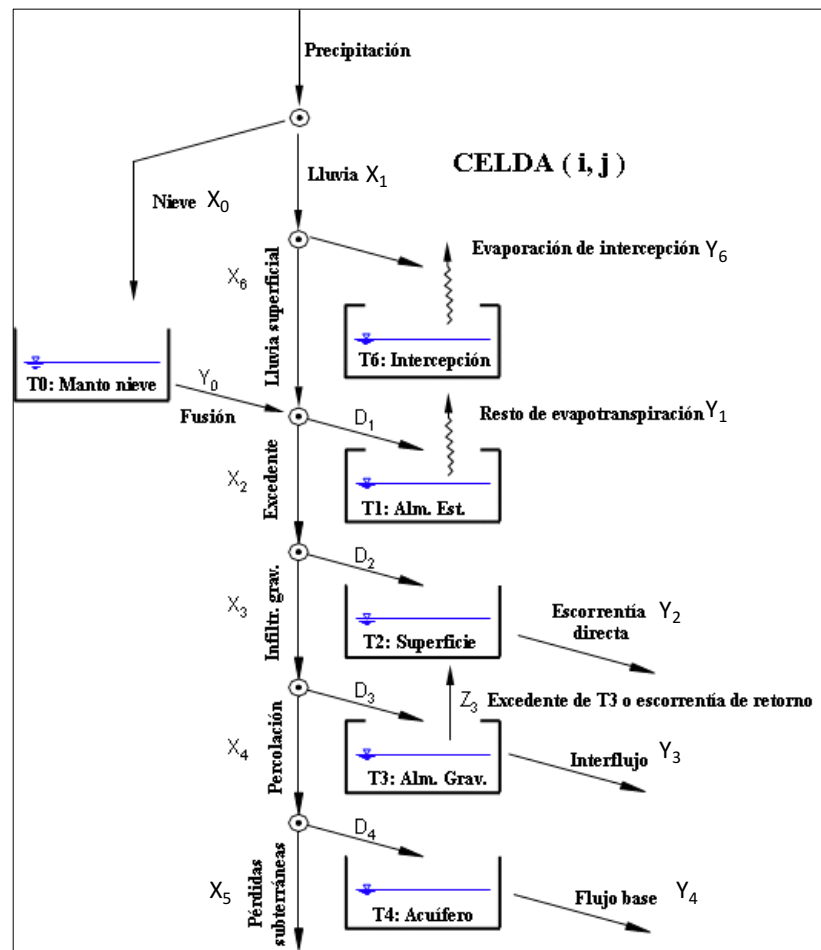 Precipitación
CELDA ( i, j )
Lluvia X₁
Nieve X₀
Evaporación de intercepción Y₆
X₆
Lluvia superficial
T6: Intercepción
T0: Manto nieve
Y₀
Fusión
D₁
Resto de evapotranspiración Y₁
X₂
Excedente
T1: Alm. Est.
D₂
X₃
Infiltr. grav.
T2: Superficie
Escorrentía
directa
Y₂
D₃
Z₃ Excedente de T3 o escorrentía de retorno
X₄
Percolación
T3: Alm. Grav.
Interflujo Y₃
D₄
X₅
Pérdidas
subterráneas
T4: Acuífero
Flujo base Y₄